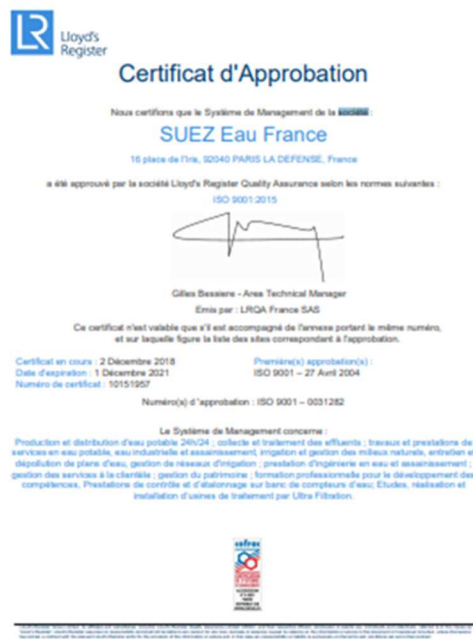 LR
Lloyd's
Register
Certificat d'Approbation
Nous certifions que le Système de Management de la société :
SUEZ Eau France
16 place de l'Iris, 92040 PARIS LA DEFENSE, France
a été approuvé par la société Lloyd's Register Quality Assurance selon les normes suivantes :
ISO 9001:2015
Gilles Bessiere - Area Technical Manager
Emis par : LRQA France SAS
Ce certificat n'est valable que s'il est accompagné de l'annexe portant le même numéro,
et sur laquelle figure la liste des sites correspondant à l'approbation.
Certificat en cours : 2 Décembre 2018
Date d'expiration : 1 Décembre 2021
Numéro de certificat : 10151957
Première(s) approbation(s) :
ISO 9001 – 27 Avril 2004
Numéro(s) d'approbation : ISO 9001 – 0031282
Le Système de Management concerne :
Production et distribution d'eau potable 24h/24 ; collecte et traitement des effluents ; travaux et prestations de
services en eau potable, eau industrielle et assainissement, irrigation et gestion des milieux naturels, entretien et
dépollution de plans d'eau, gestion de réseaux d'irrigation ; prestation d'ingénierie en eau et assainissement ;
gestion des services à la clientèle ; gestion du patrimoine ; formation professionnelle pour le développement des
compétences, Prestations de contrôle et d'étalonnage sur banc de compteurs d'eau; Etudes, réalisation et
installation d'usines de traitement par Ultra Filtration.
cofrac